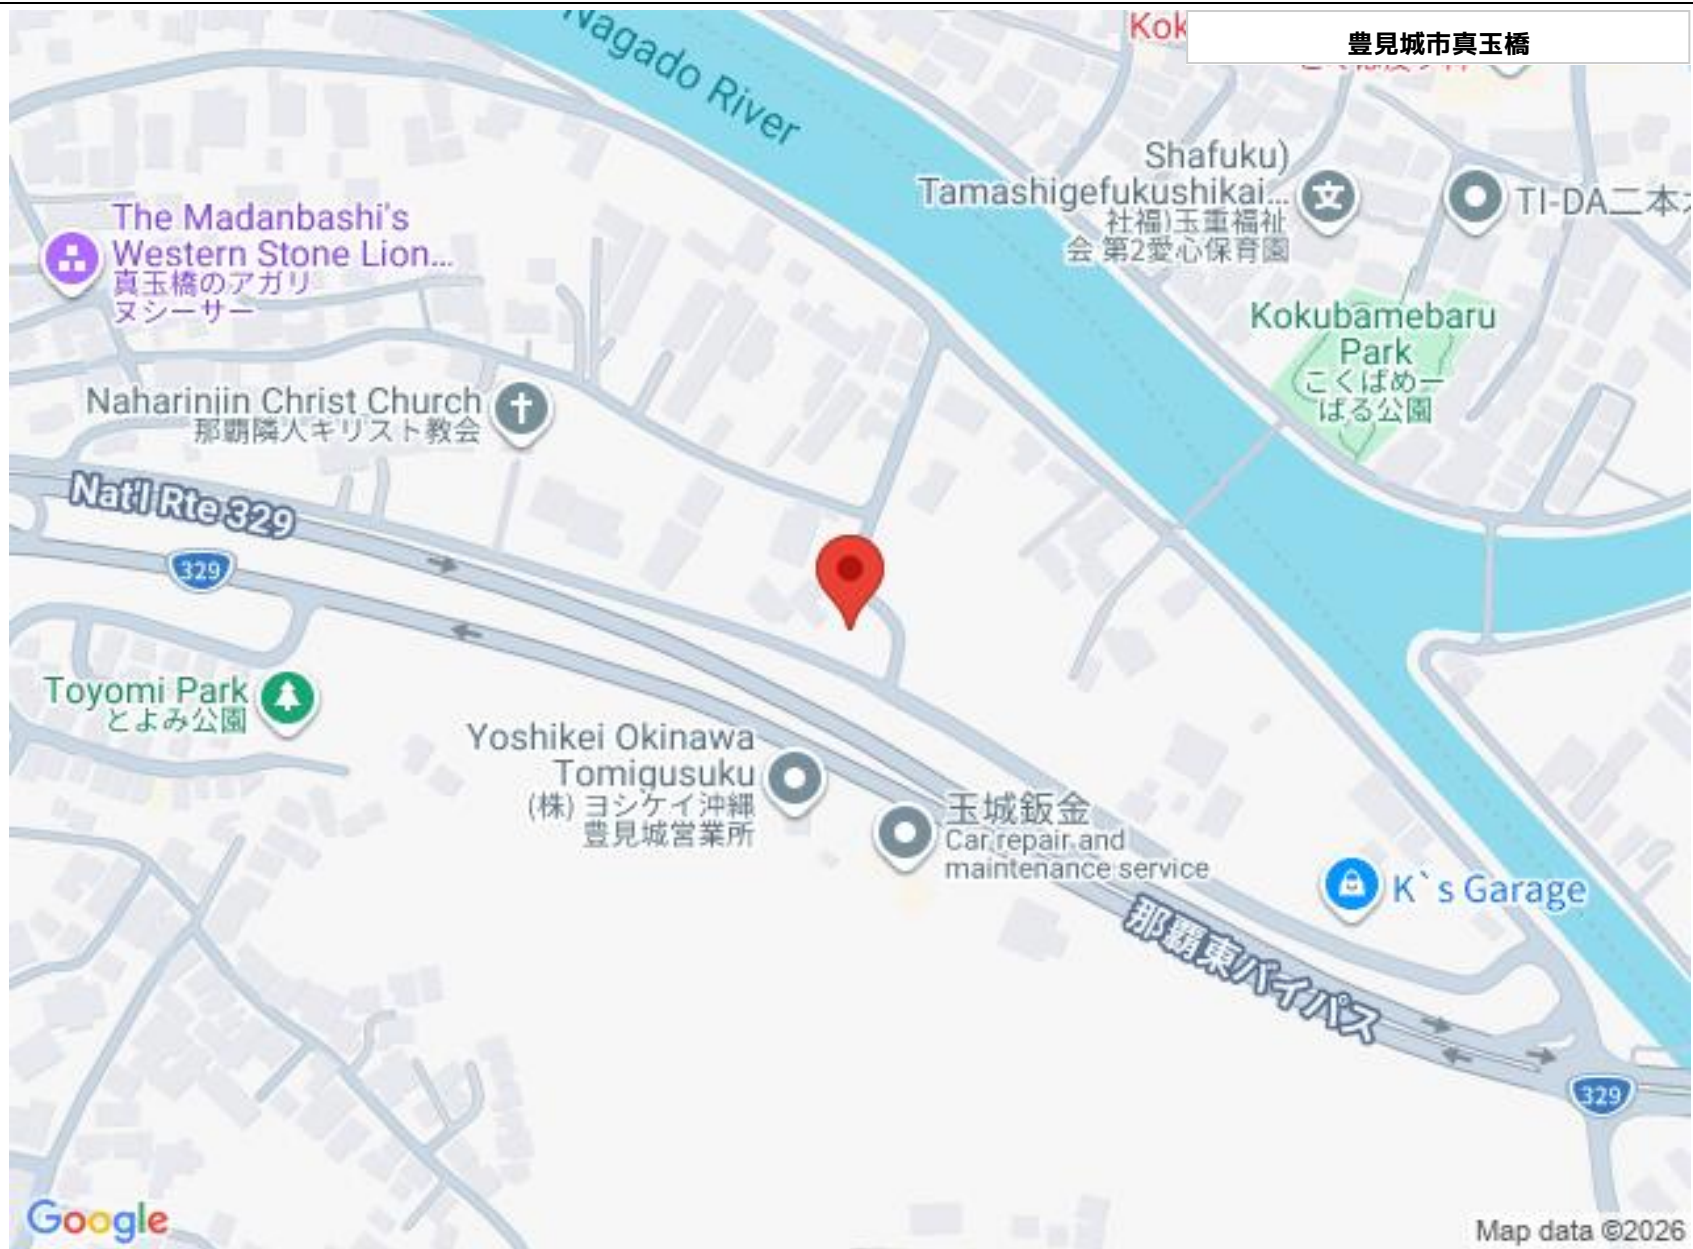 豊見城市真玉橋
Nagado River
Kok
Shafuku)
Tamashigefukushikai...
社福)玉重福祉
会 第2愛心保育園
TI-DA二本
The Madanbashi's
Western Stone Lion...
真玉橋のアガリ
ヌシーサー
Kokubamebaru
Park
こくばめー
ばる公園
Nahariniin Christ Church
那覇隣人キリスト教会
Nat'l Rte 329
329
Toyomi Park
とよみ公園
Yoshikei Okinawa
Tomigusuku
(株) ヨシケイ沖縄
豊見城営業所
玉城鈑金
Car repair and
maintenance service
K`s Garage
那覇東バイパス
329
Google
Map data ©2026